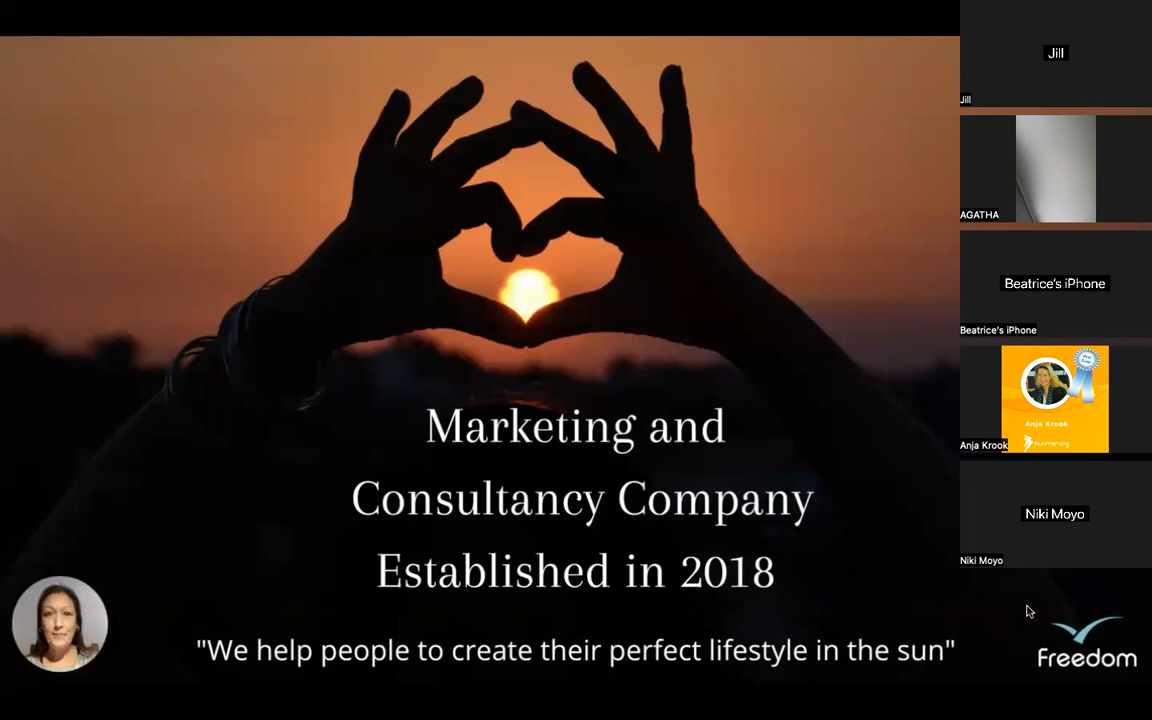 Marketing and
Consultancy Company
Established in 2018
"We help people to create their perfect lifestyle in the sun"
Freedom
Jill
Jill
AGATHA
Beatrice's iPhone
Beatrice's iPhone
Anja Krook
Anja Krook
Niki Moyo
Niki Moyo